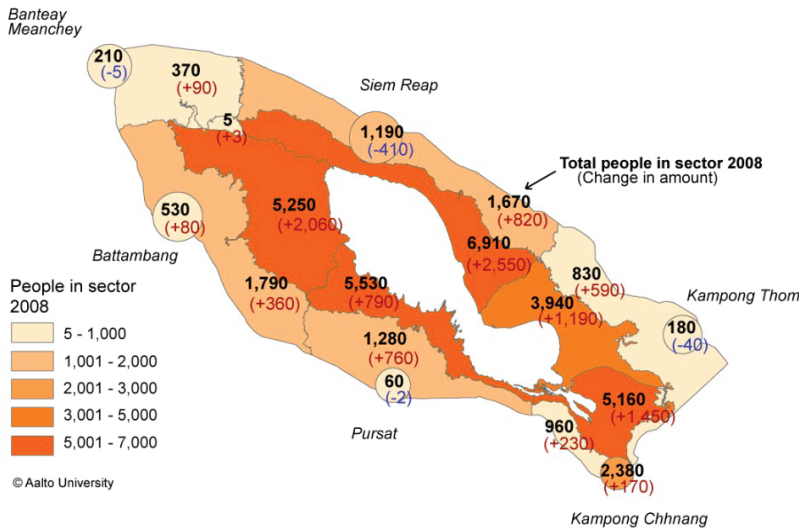 Banteay
Meanchey
210
(-5)
370
(+90)
5
(+3)
Siem Reap
1,190
(-410)
Total people in sector 2008
(Change in amount)
1,670
(+820)
530
(+80)
5,250
(+2,060)
6,910
(+2,550)
Battambang
830
(+590)
Kampong Thom
1,790
(+360)
5,530
(+790)
3,940
(+1,190)
180
(-40)
1,280
(+760)
60
(-2)
Pursat
5,160
(+1,450)
960
(+230)
2,380
(+170)
Kampong Chhnang
People in sector
2008
5 - 1,000
1,001 - 2,000
2,001 - 3,000
3,001 - 5,000
5,001 - 7,000
© Aalto University